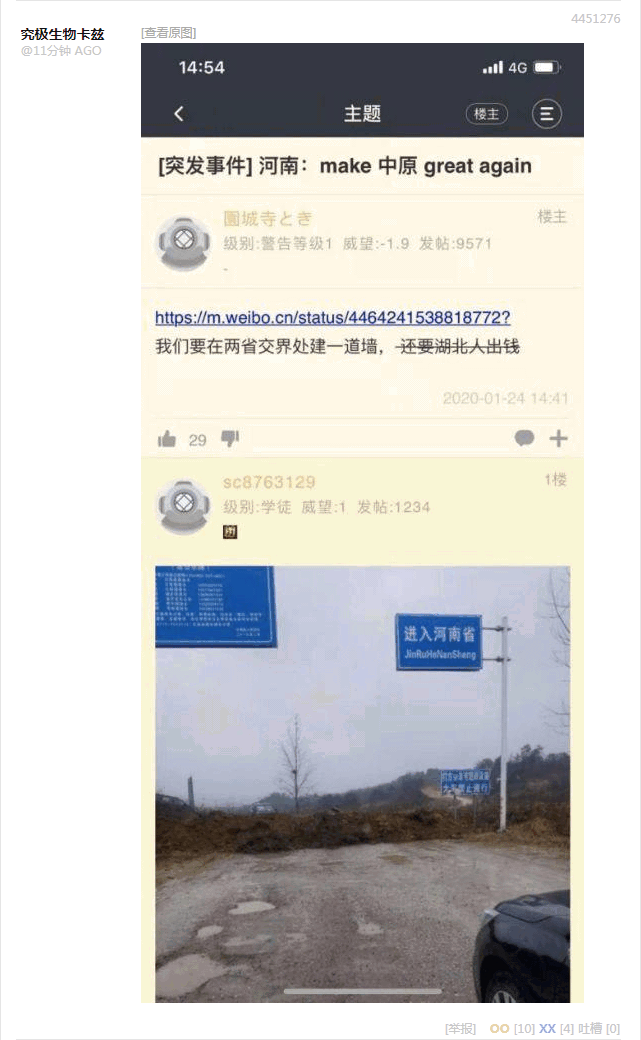 4451276
究极生物卡兹
[查看原图]
@11分钟 AGO
14:54
4G
主题
楼主
[突发事件] 河南：make 中原 great again
圜城寺とき
楼主
级别:警告等级1 威望:-1.9 发帖:9571
-
https://m.weibo.cn/status/4464241538818772?
我们要在两省交界处建一道墙，还要湖北人出钱
2020-01-24 14:41
29
sc8763129
1楼
级别:学徒 威望:1 发帖:1234
进入河南省
JinRuHeNanSheng
[举报] OO [10] XX [4] 吐槽 [0]